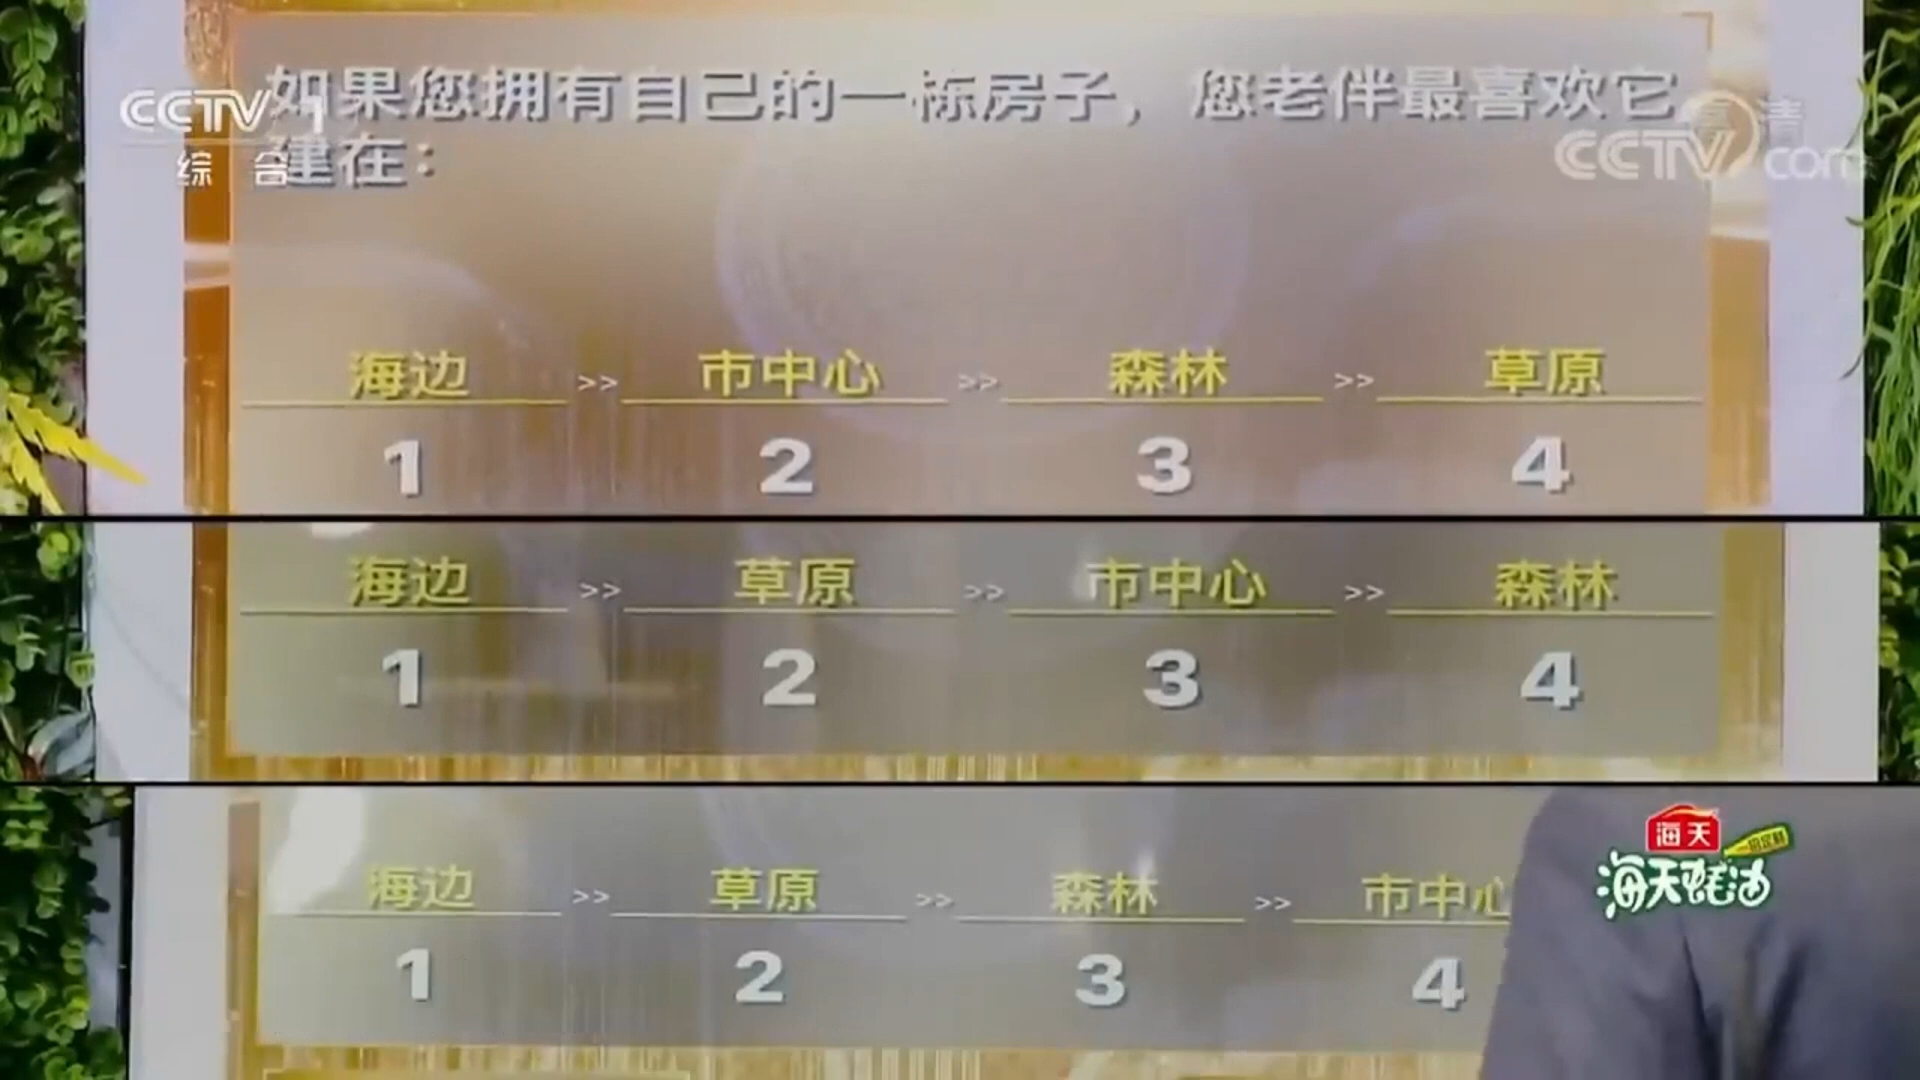 如果您拥有自己的一栋房子，您老伴最喜欢它
建在：
CCTV 1
综合
高清
CCTV com
海边 >> 市中心 >> 森林 >> 草原
1 2 3 4
海边 >> 草原 >> 市中心 >> 森林
1 2 3 4
海边 >> 草原 >> 森林 >> 市中心
1 2 3 4
海天
海天蚝油